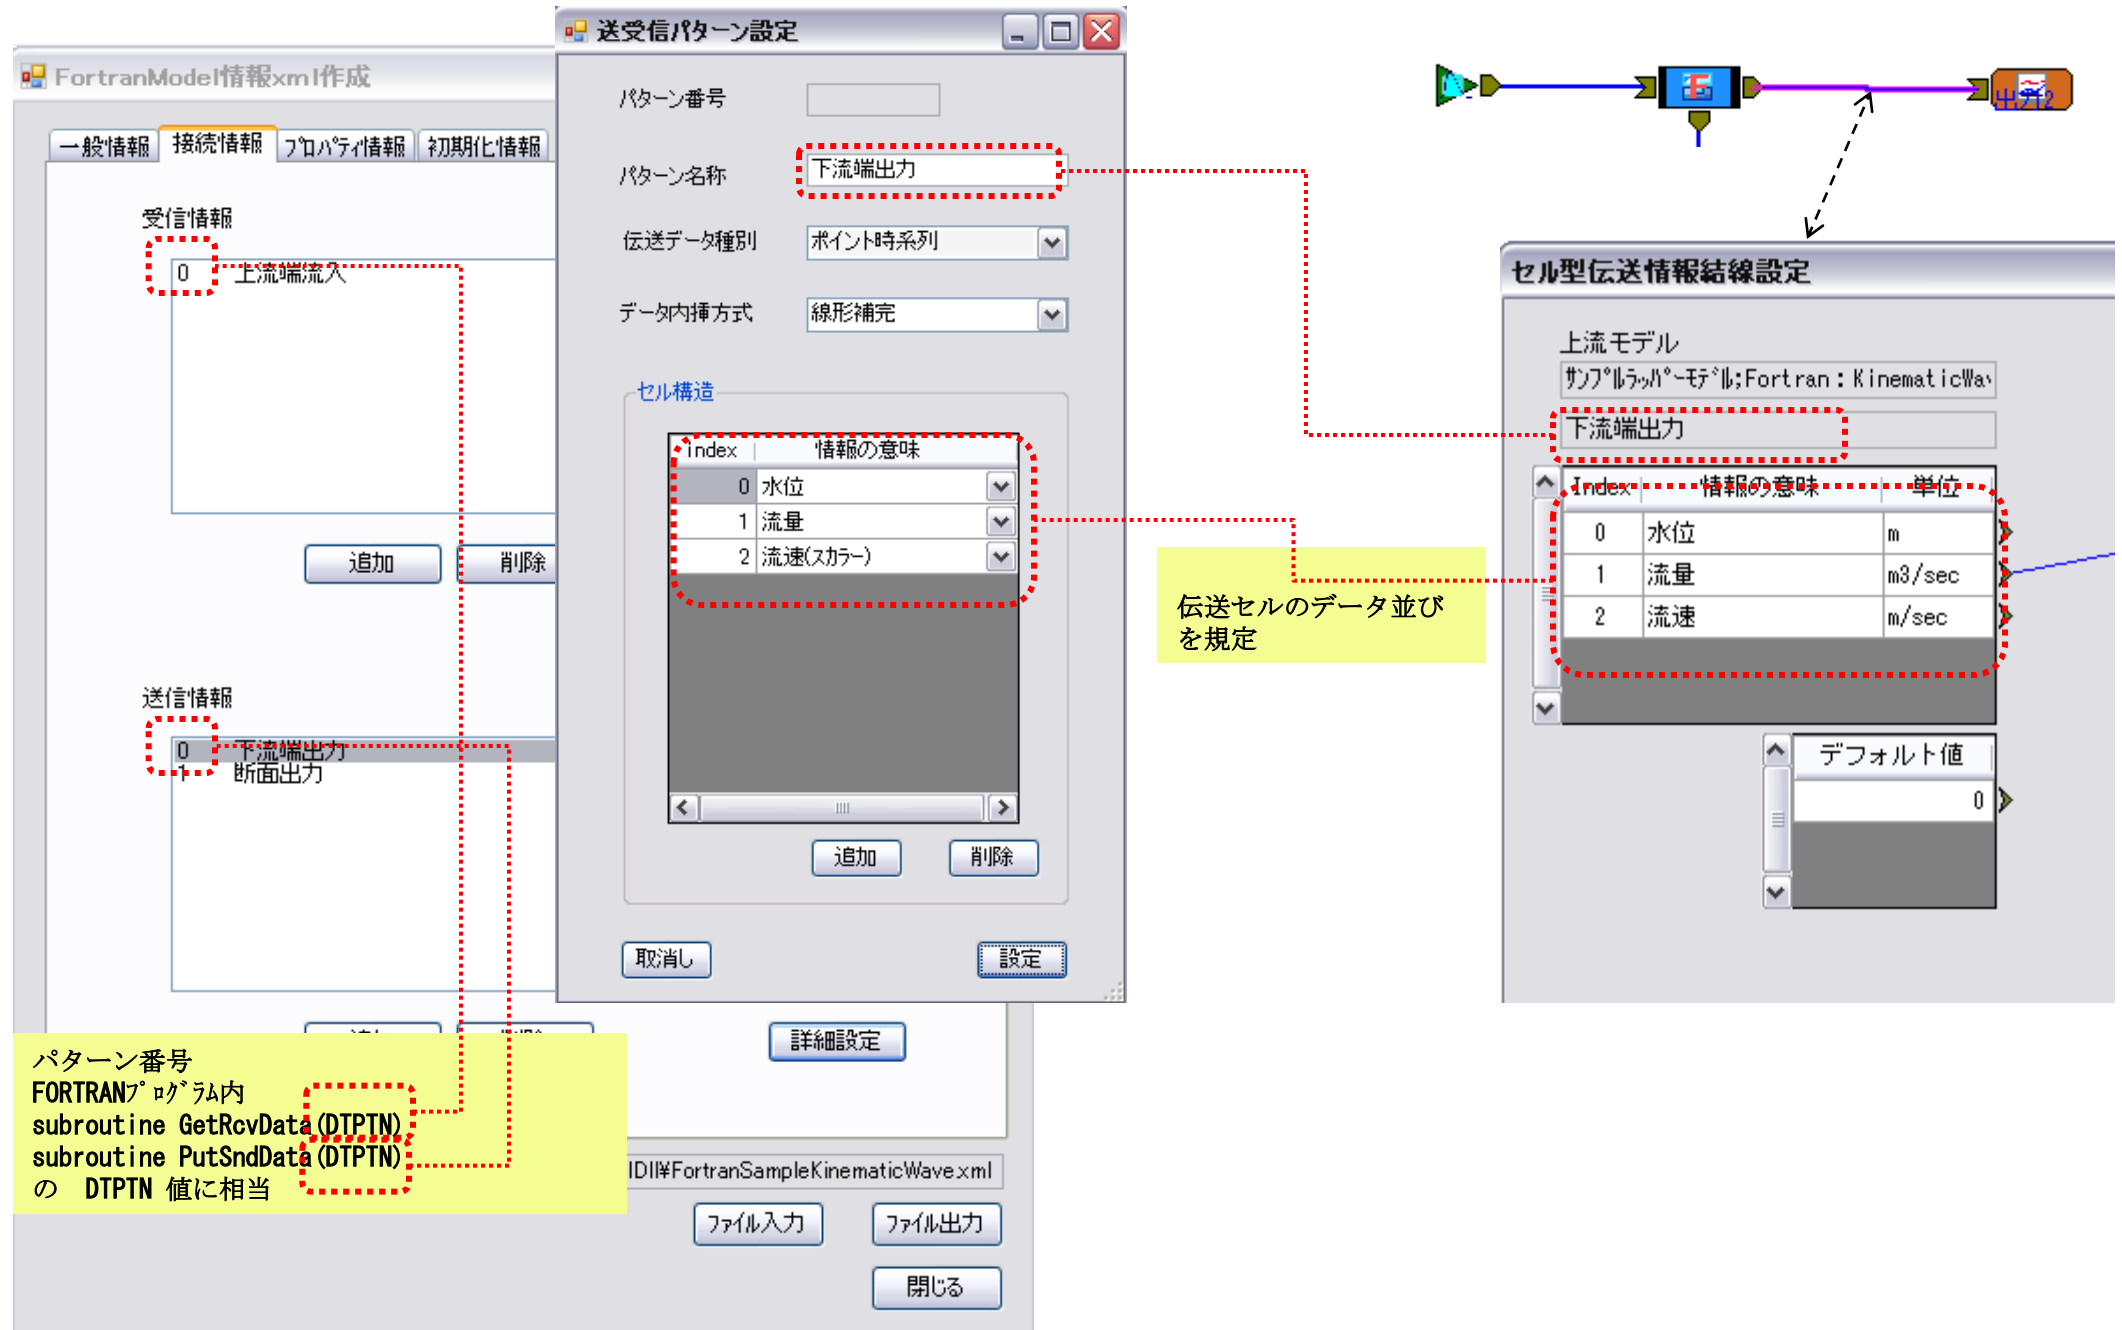 FortranModel情報xml作成
一般情報
接続情報
プロパティ情報
初期化情報
受信情報
0 上流端流入
追加
削除
送信情報
0 下流端出力
1 断面出力
詳細設定
パターン番号
FORTRANプログラム内
subroutine GetRcvData(DTPTN)
subroutine PutSndData(DTPTN)
の DTPTN 値に相当
IDII¥FortranSampleKinematicWave.xml
ファイル入力
ファイル出力
閉じる
送受信パターン設定
パターン番号
パターン名称
下流端出力
伝送データ種別
ポイント時系列
データ内挿方式
線形補完
セル構造
index 情報の意味
0 水位
1 流量
2 流速(スカラー)
追加
削除
取消し
設定
伝送セルのデータ並び
を規定
出力2
セル型伝送情報結線設定
上流モデル
サンプルラッパーモデル;Fortran:KinematicWav
下流端出力
Index 情報の意味 単位
0 水位 m
1 流量 m3/sec
2 流速 m/sec
デフォルト値
0